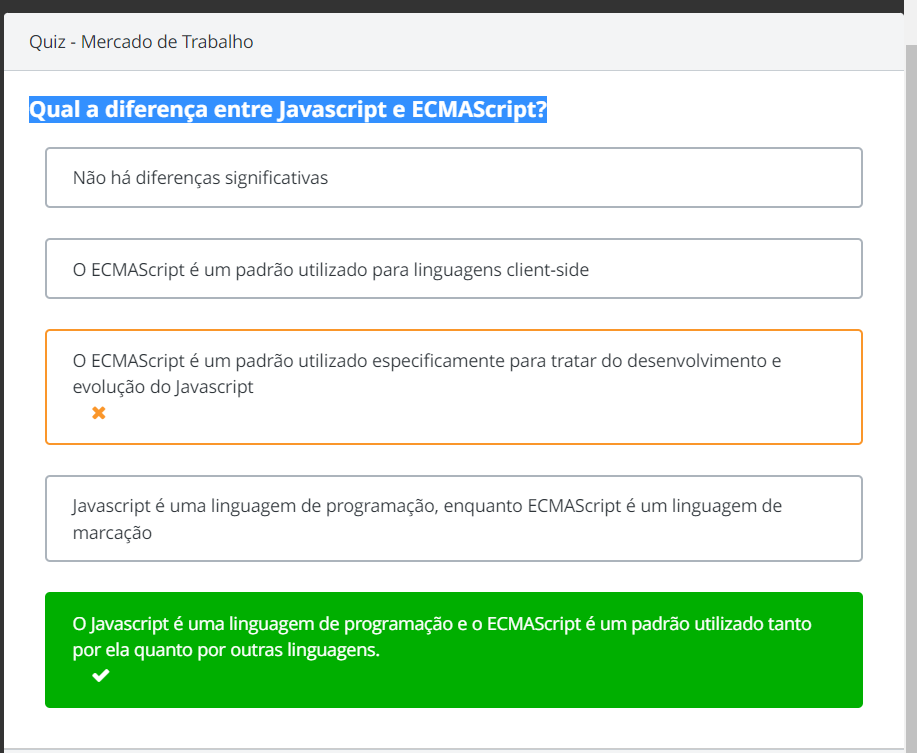 Quiz - Mercado de Trabalho
Qual a diferença entre Javascript e ECMAScript?
Não há diferenças significativas
O ECMAScript é um padrão utilizado para linguagens client-side
O ECMAScript é um padrão utilizado especificamente para tratar do desenvolvimento e
evolução do Javascript
Javascript é uma linguagem de programação, enquanto ECMAScript é um linguagem de
marcação
O Javascript é uma linguagem de programação e o ECMAScript é um padrão utilizado tanto
por ela quanto por outras linguagens.